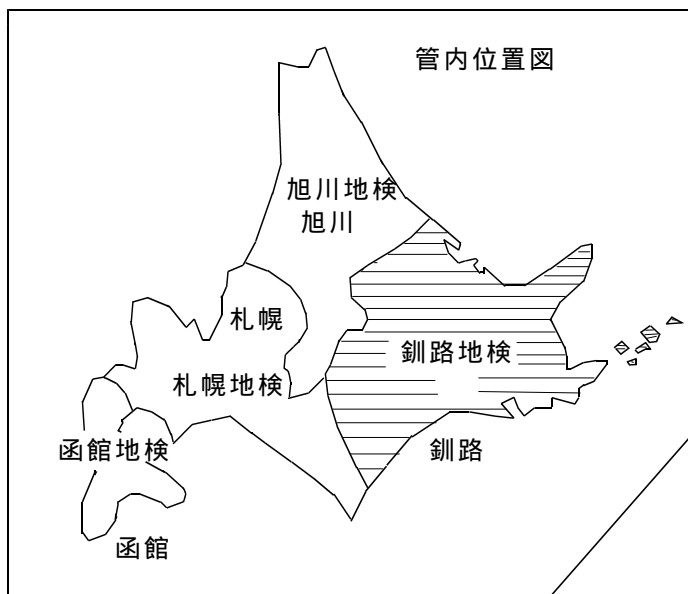 管内位置図
旭川地検
旭川
札幌
釧路地検
札幌地検
函館地検
釧路
函館